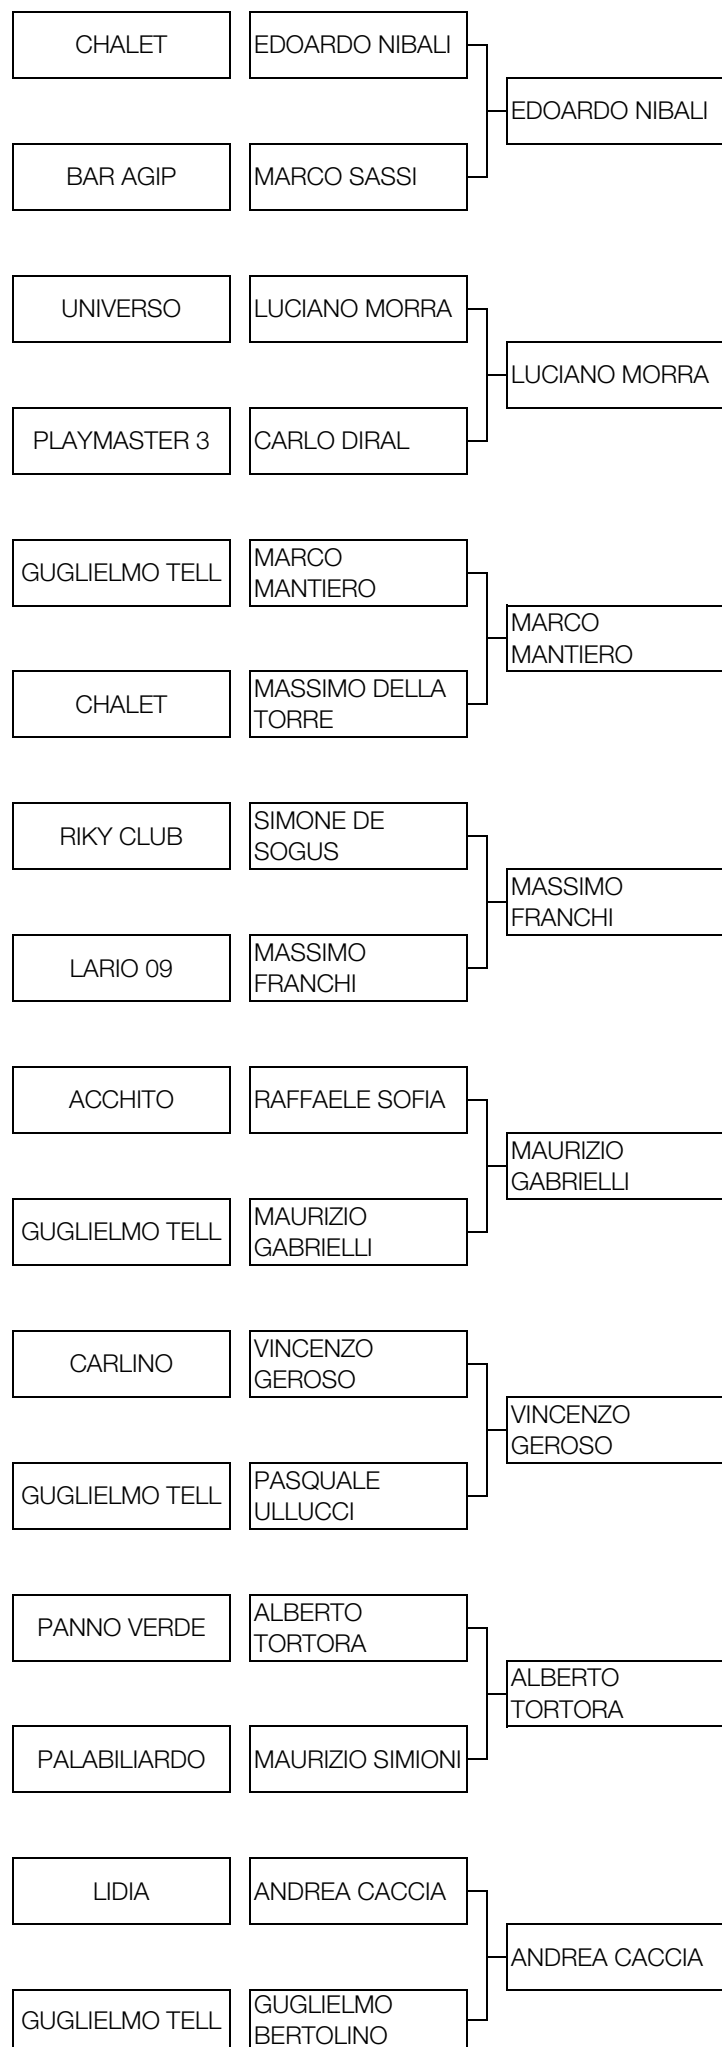 CHALET
EDOARDO NIBALI
EDOARDO NIBALI
BAR AGIP
MARCO SASSI
UNIVERSO
LUCIANO MORRA
LUCIANO MORRA
PLAYMASTER 3
CARLO DIRAL
GUGLIELMO TELL
MARCO
MANTIERO
MARCO
MANTIERO
CHALET
MASSIMO DELLA
TORRE
RIKY CLUB
SIMONE DE
SOGUS
MASSIMO
FRANCHI
LARIO 09
MASSIMO
FRANCHI
ACCHITO
RAFFAELE SOFIA
MAURIZIO
GABRIELLI
GUGLIELMO TELL
MAURIZIO
GABRIELLI
CARLINO
VINCENZO
GEROSO
VINCENZO
GEROSO
GUGLIELMO TELL
PASQUALE
ULLUCCI
PANNO VERDE
ALBERTO
TORTORA
ALBERTO
TORTORA
PALABILIARDO
MAURIZIO SIMIONI
LIDIA
ANDREA CACCIA
ANDREA CACCIA
GUGLIELMO TELL
GUGLIELMO
BERTOLINO